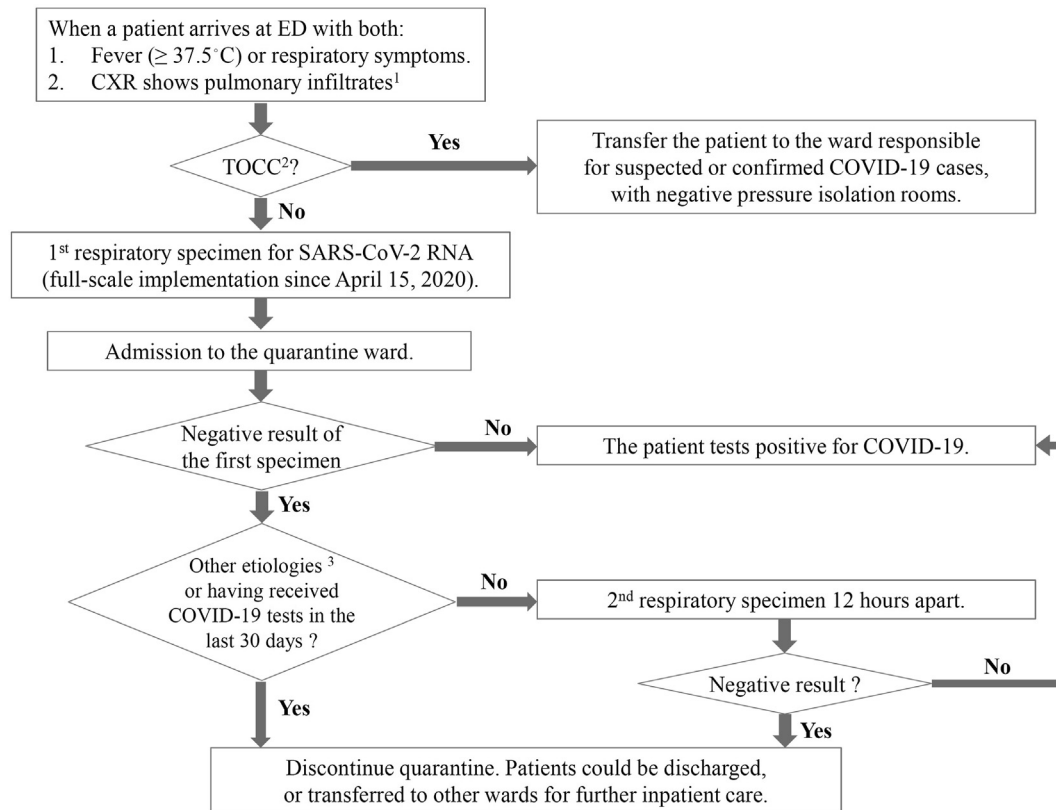 When a patient arrives at ED with both:
1. Fever (≥ 37.5°C) or respiratory symptoms.
2. CXR shows pulmonary infiltrates¹
TOCC²?
Yes
Transfer the patient to the ward responsible
for suspected or confirmed COVID-19 cases,
with negative pressure isolation rooms.
No
1st respiratory specimen for SARS-CoV-2 RNA
(full-scale implementation since April 15, 2020).
Admission to the quarantine ward.
Negative result of
the first specimen
No
The patient tests positive for COVID-19.
Yes
Other etiologies ³
or having received
COVID-19 tests in the
last 30 days ?
No
2nd respiratory specimen 12 hours apart.
Negative result ?
No
Yes
Yes
Discontinue quarantine. Patients could be discharged,
or transferred to other wards for further inpatient care.